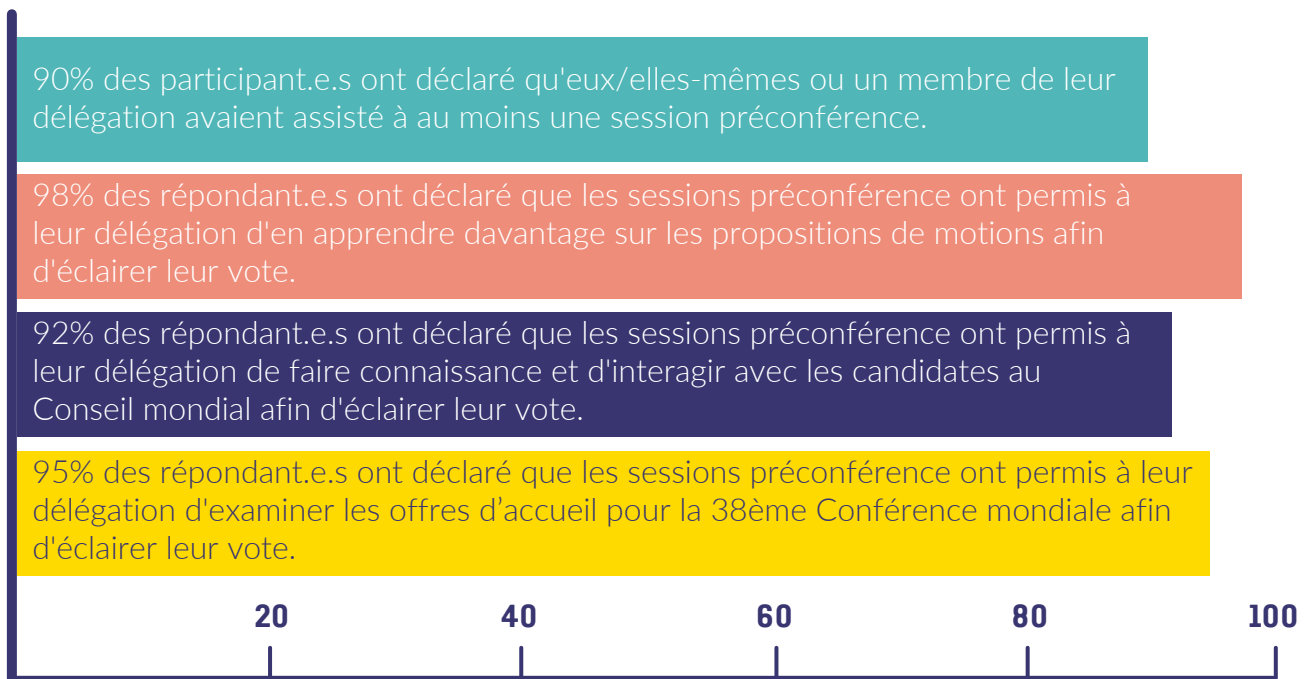 90% des participant.e.s ont déclaré qu'eux/elles-mêmes ou un membre de leur
délégation avaient assisté à au moins une session préconférence.
98% des répondant.e.s ont déclaré que les sessions préconférence ont permis à
leur délégation d'en apprendre davantage sur les propositions de motions afin
d'éclairer leur vote.
92% des répondant.e.s ont déclaré que les sessions préconférence ont permis à
leur délégation de faire connaissance et d'interagir avec les candidates au
Conseil mondial afin d'éclairer leur vote.
95% des répondant.e.s ont déclaré que les sessions préconférence ont permis à leur
délégation d'examiner les offres d’accueil pour la 38ème Conférence mondiale afin
d'éclairer leur vote.
20 40 60 80 100